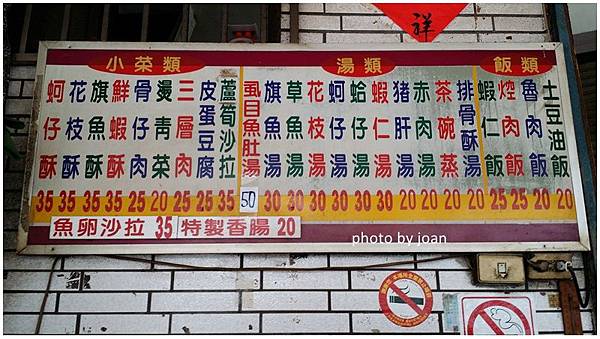 祥
小菜類 湯類 飯類
蚵仔酥 35
花枝酥 35
旗魚酥 35
鮮蝦酥 35
骨仔肉 35
燙青菜 20
三層肉 25
皮蛋豆腐 25
蘆筍沙拉 35
虱目魚肚湯 50
旗魚湯 30
草魚湯 30
花枝湯 30
蚵仔湯 30
蛤仔湯 30
蝦仁湯 30
猪肝湯 20
赤肉湯 20
茶碗蒸 20
排骨酥湯 20
蝦仁飯 25
焢肉飯 25
魯肉飯 20
土豆油飯 20
魚卵沙拉 35 特製香腸 20
photo by joan